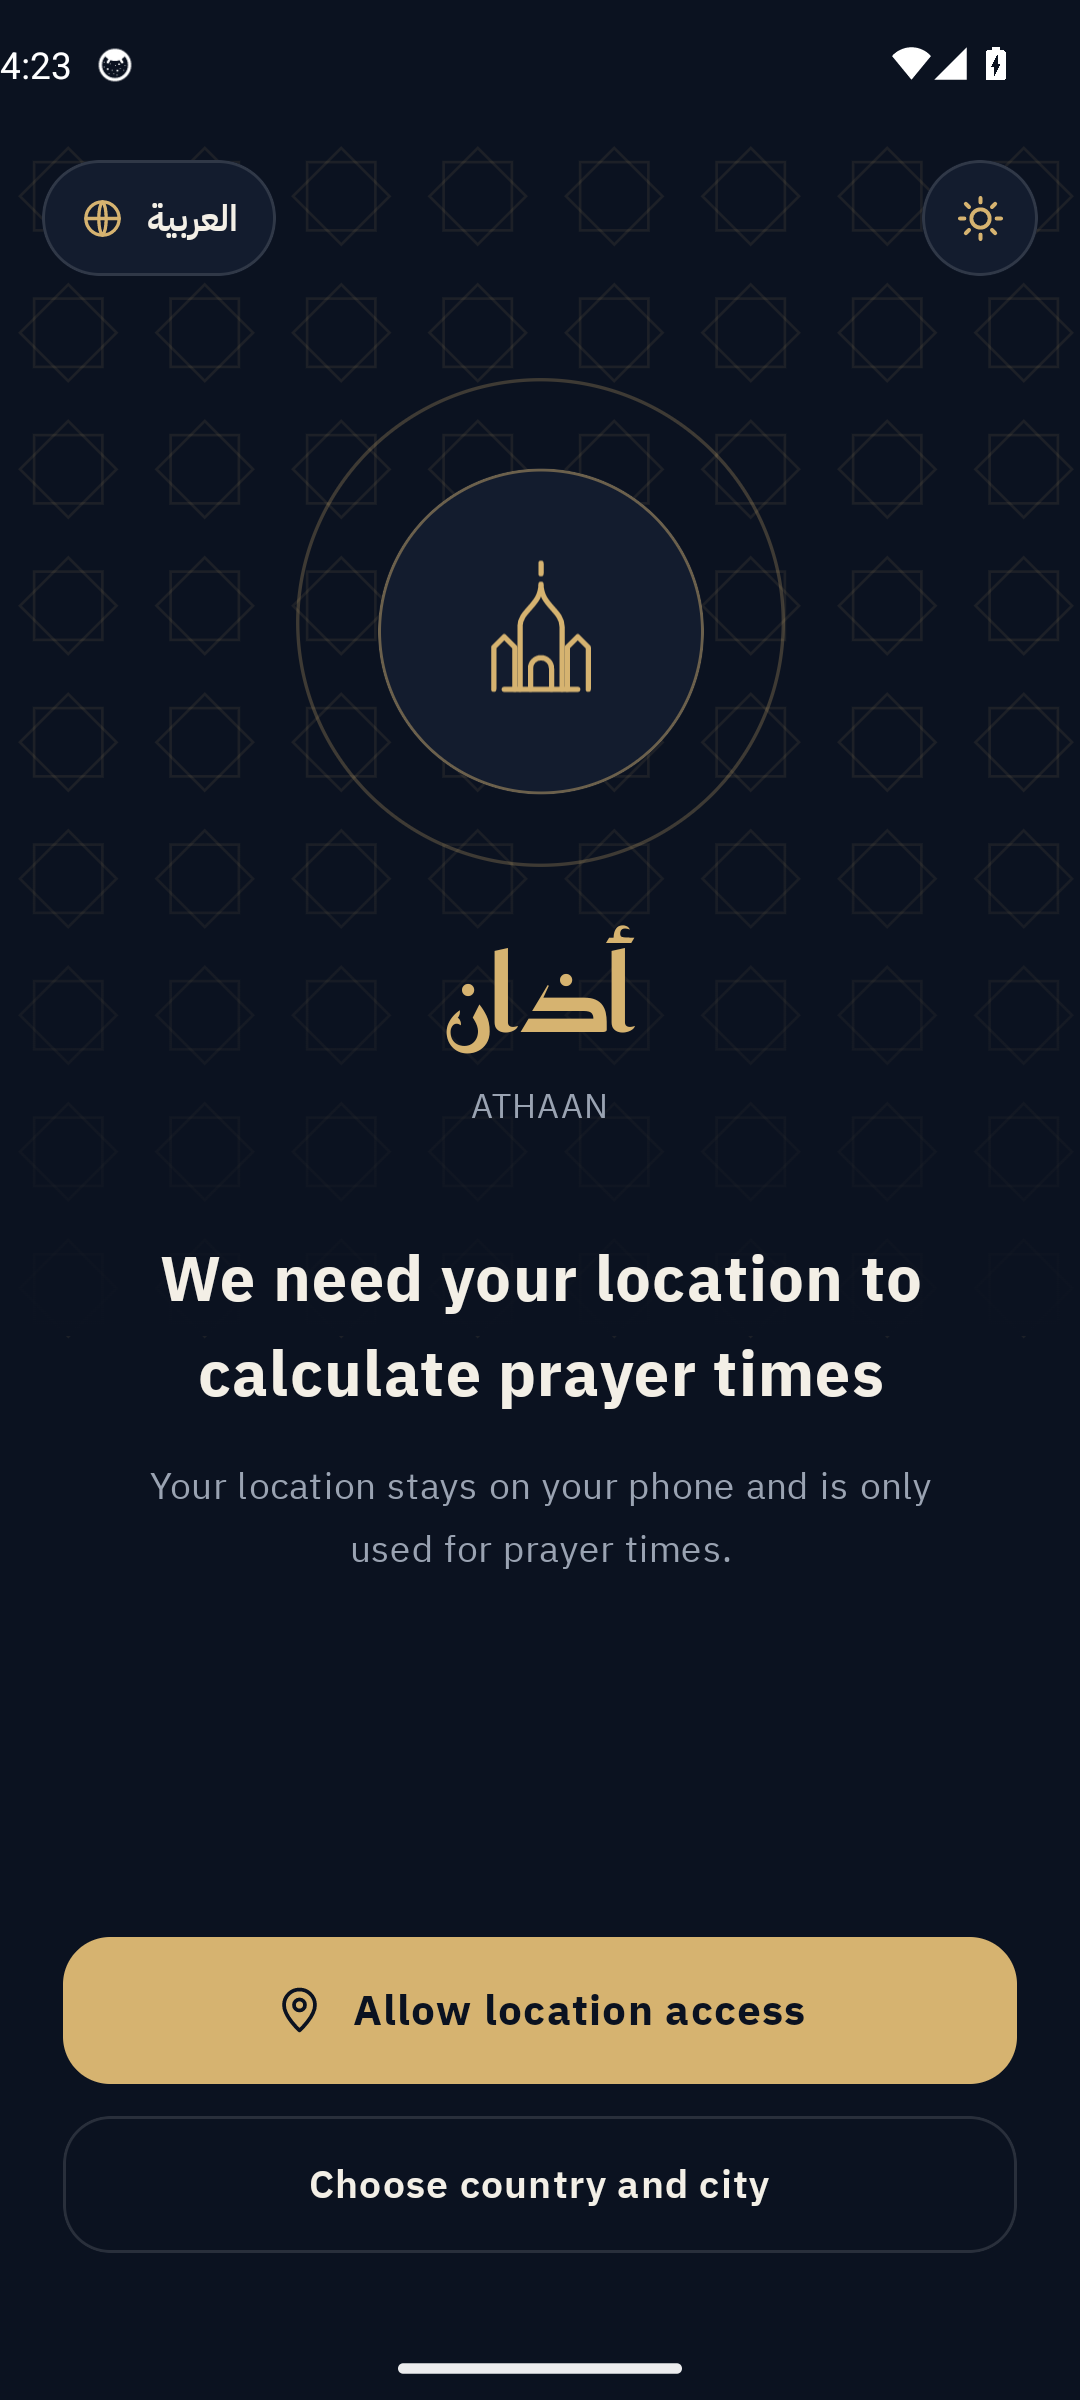 4:23
العربية
أذان
ATHAAN
We need your location to
calculate prayer times
Your location stays on your phone and is only
used for prayer times.
Allow location access
Choose country and city